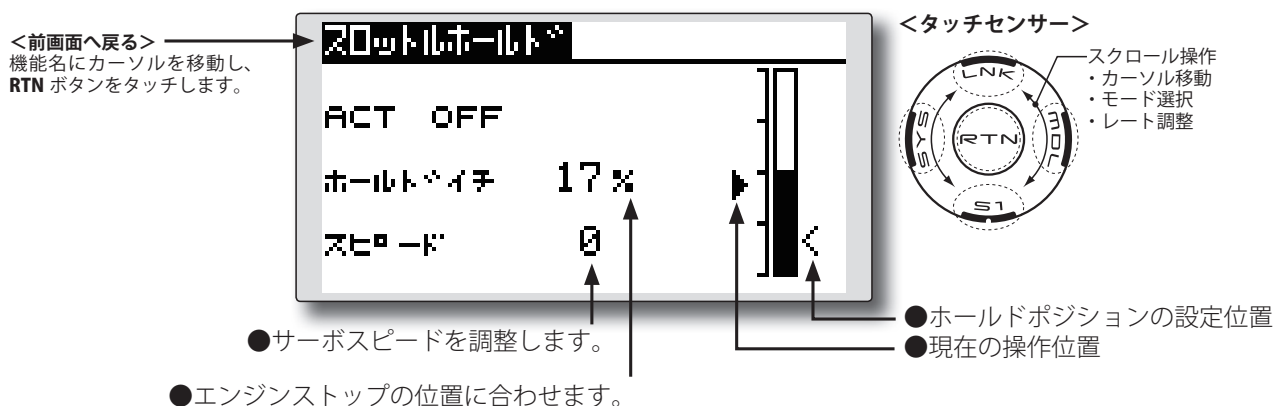 <前画面へ戻る>
機能名にカーソルを移動し、
RTN ボタンをタッチします。
スロットルホールド
ACT OFF
ホールドイチ 17%
スピード 0
<タッチセンサー>
スクロール操作
・カーソル移動
・モード選択
・レート調整
LNK
SYS
RTN
MDL
S1
●サーボスピードを調整します。
●ホールドポジションの設定位置
●現在の操作位置
●エンジンストップの位置に合わせます。